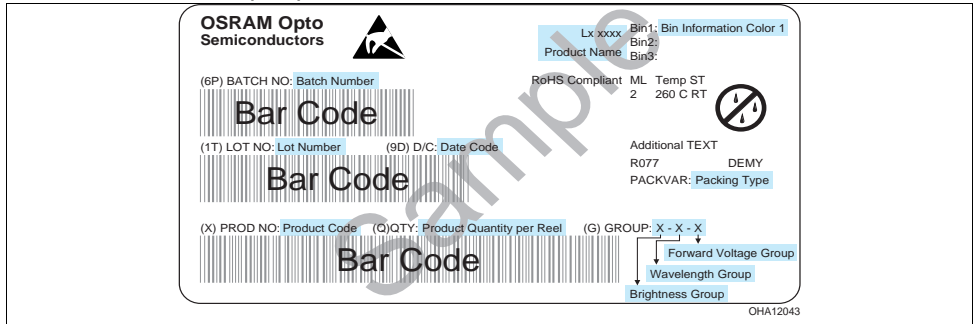 OSRAM Opto
Semiconductors
Lx xxxx
Product Name
Bin1: Bin Information Color 1
Bin2:
Bin3:
RoHS Compliant ML Temp ST
2 260 C RT
(6P) BATCH NO: Batch Number
Bar Code
(1T) LOT NO: Lot Number (9D) D/C: Date Code
Bar Code
Additional TEXT
R077 DEMY
PACKVAR: Packing Type
(X) PROD NO: Product Code (Q)QTY: Product Quantity per Reel (G) GROUP: X - X - X
Bar Code
Forward Voltage Group
Wavelength Group
Brightness Group
Sample
OHA12043